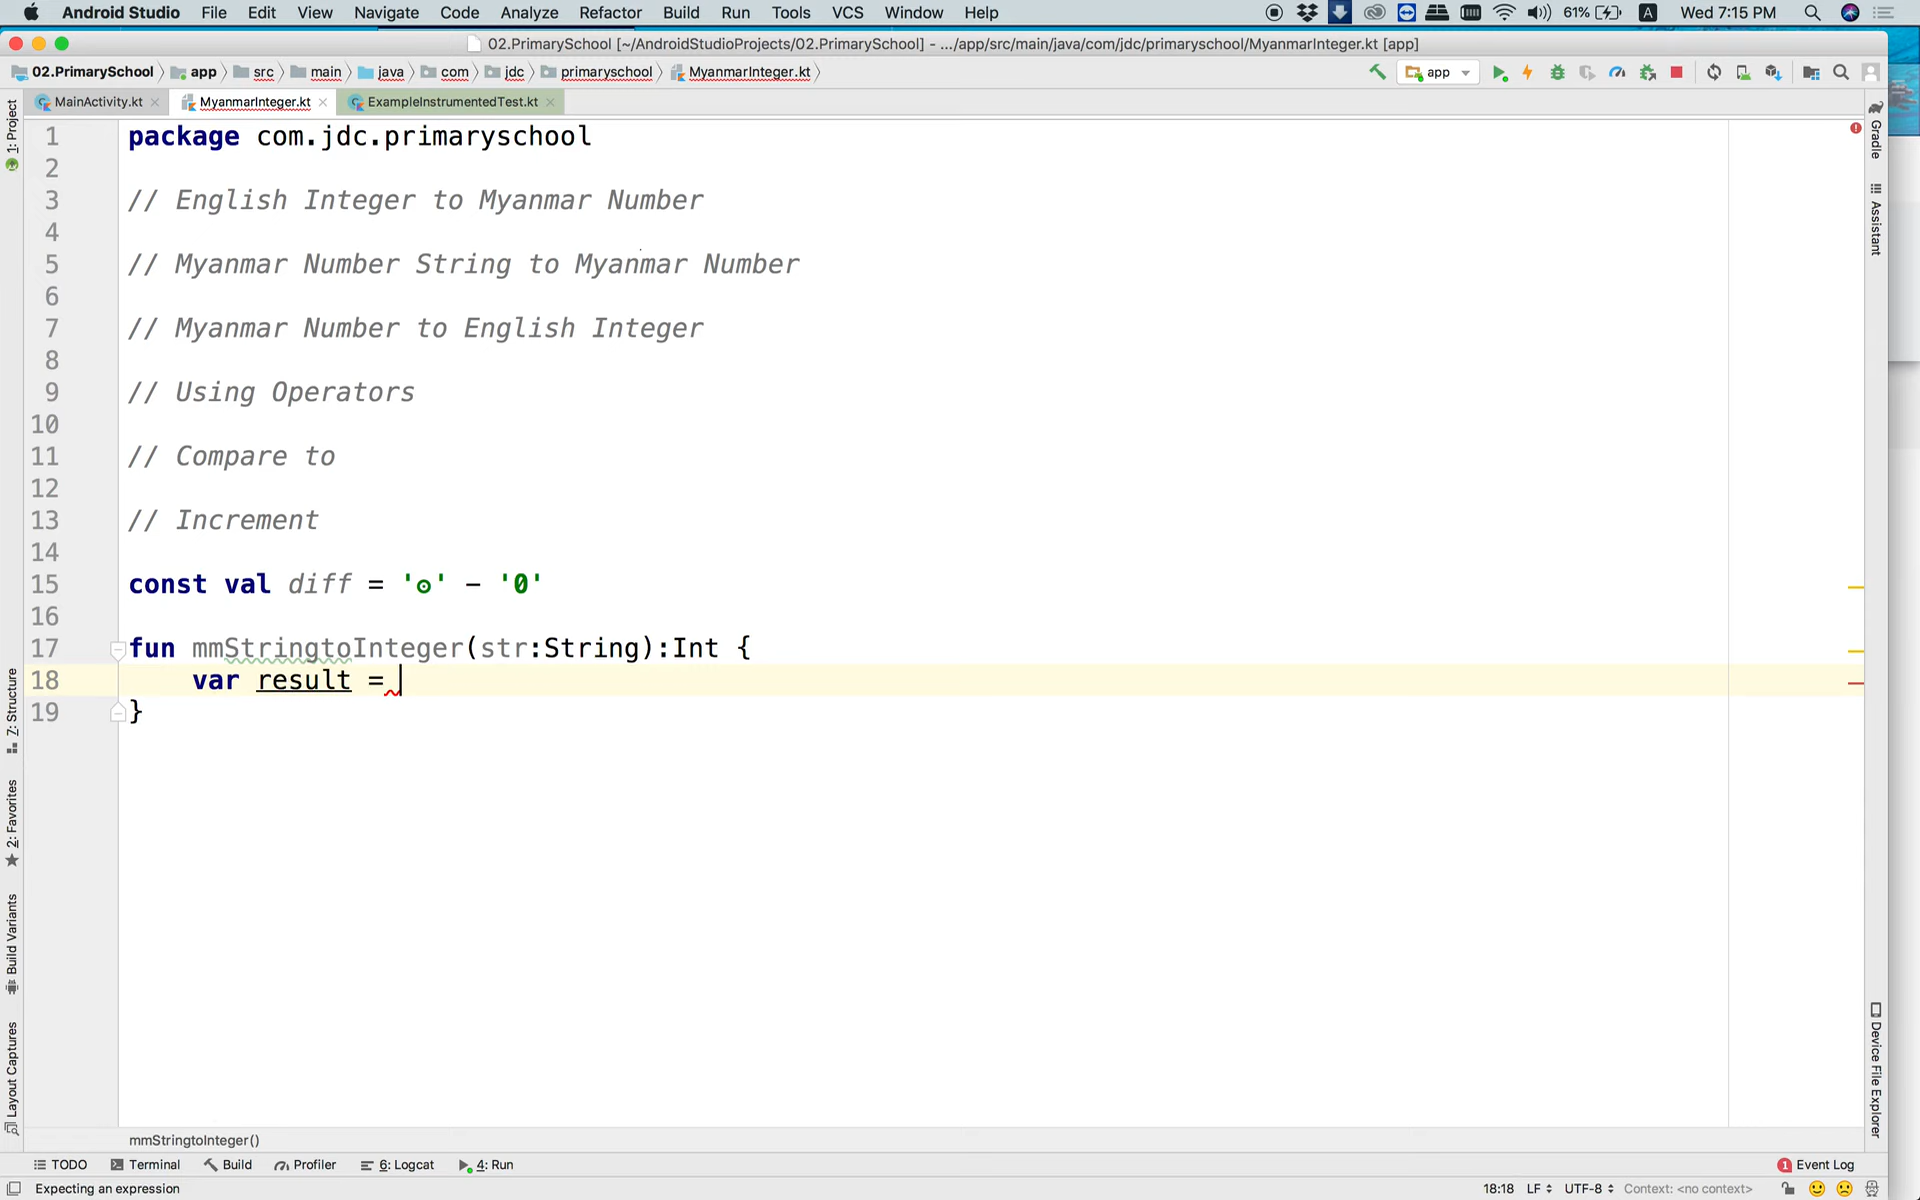 Android Studio File Edit View Navigate Code Analyze Refactor Build Run Tools VCS Window Help 61% A Wed 7:15 PM
02.PrimarySchool [~/AndroidStudioProjects/02.PrimarySchool] - .../app/src/main/java/com/jdc/primaryschool/MyanmarInteger.kt [app]
02.PrimarySchool app src main java com jdc primaryschool MyanmarInteger.kt app
MainActivity.kt MyanmarInteger.kt ExampleInstrumentedTest.kt
1 package com.jdc.primaryschool
2
3 // English Integer to Myanmar Number
4
5 // Myanmar Number String to Myanmar Number
6
7 // Myanmar Number to English Integer
8
9 // Using Operators
10
11 // Compare to
12
13 // Increment
14
15 const val diff = '၀' - '0'
16
17 fun mmStringtoInteger(str:String):Int {
18 var result =
19 }
1: Project
Z: Structure
2: Favorites
Build Variants
Layout Captures
Gradle
Assistant
Device File Explorer
mmStringtoInteger()
TODO Terminal Build Profiler 6: Logcat 4: Run 1 Event Log
Expecting an expression 18:18 LF UTF-8 Context: <no context>